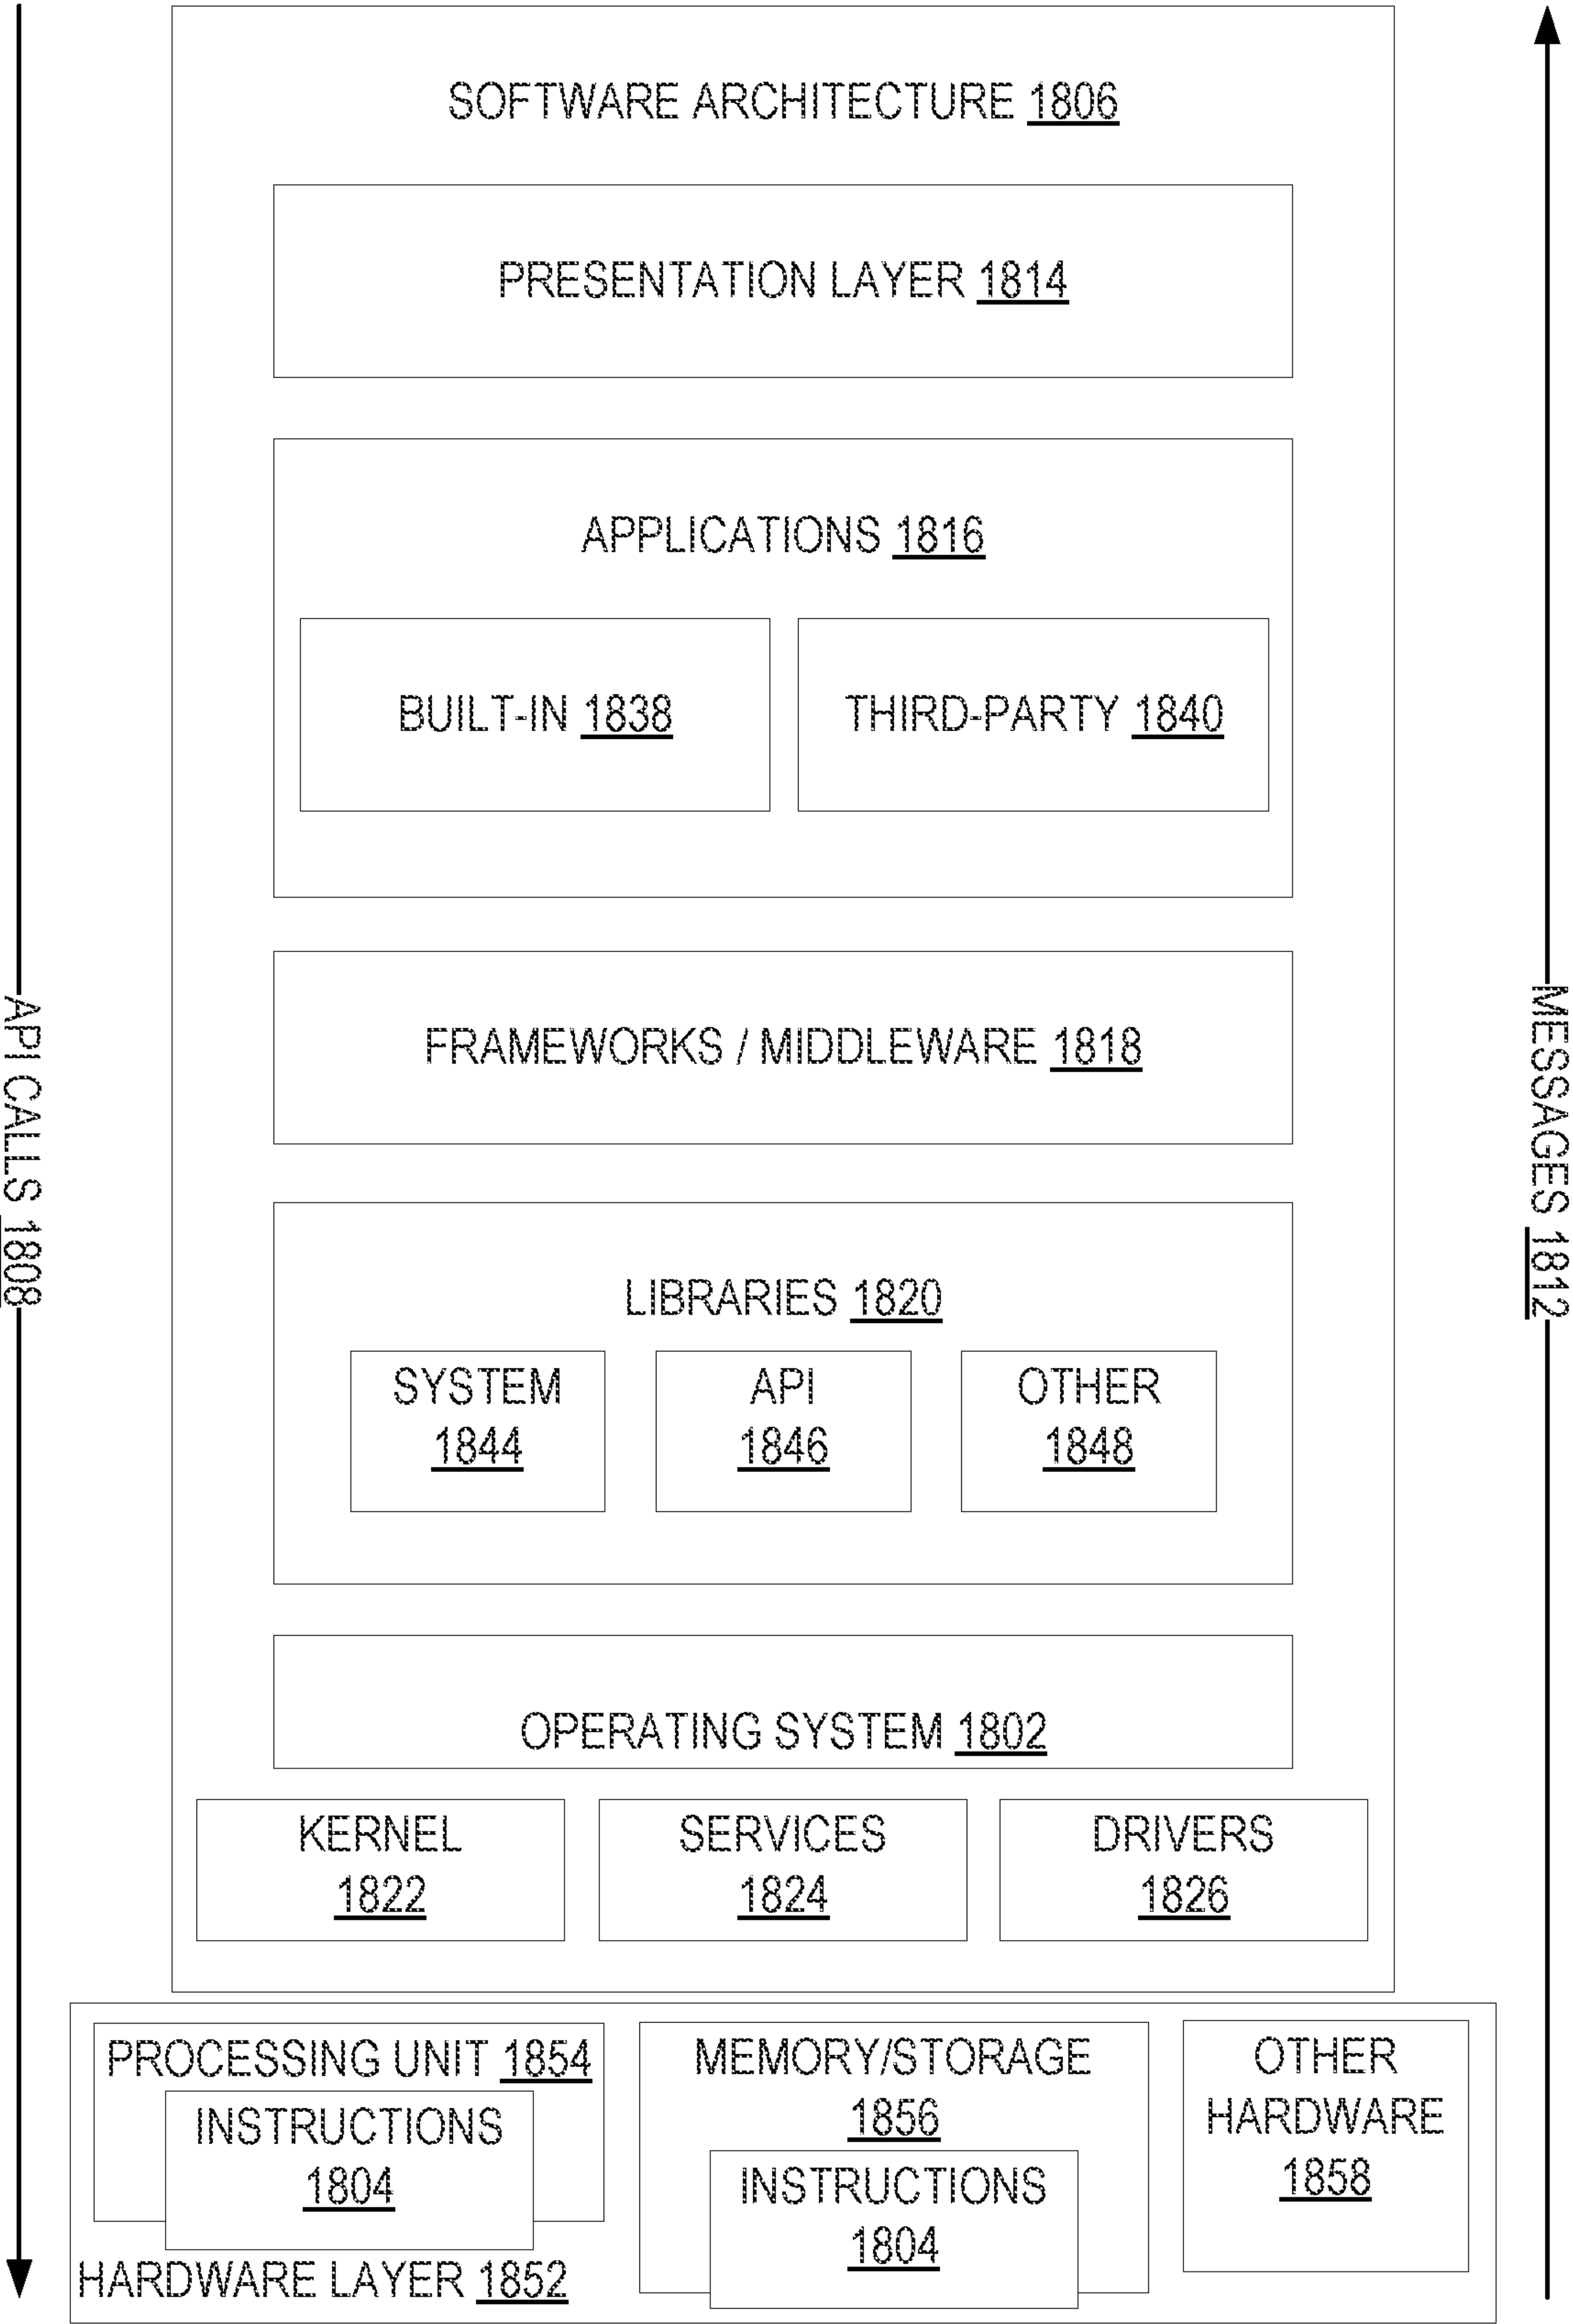 SOFTWARE ARCHITECTURE 1806
PRESENTATION LAYER 1814
APPLICATIONS 1816
BUILT-IN 1838
THIRD-PARTY 1840
FRAMEWORKS / MIDDLEWARE 1818
API CALLS 1808
MESSAGES 1812
LIBRARIES 1820
SYSTEM
1844
API
1846
OTHER
1848
OPERATING SYSTEM 1802
KERNEL
1822
SERVICES
1824
DRIVERS
1826
PROCESSING UNIT 1854
INSTRUCTIONS
1804
MEMORY/STORAGE
1856
INSTRUCTIONS
1804
OTHER
HARDWARE
1858
HARDWARE LAYER 1852